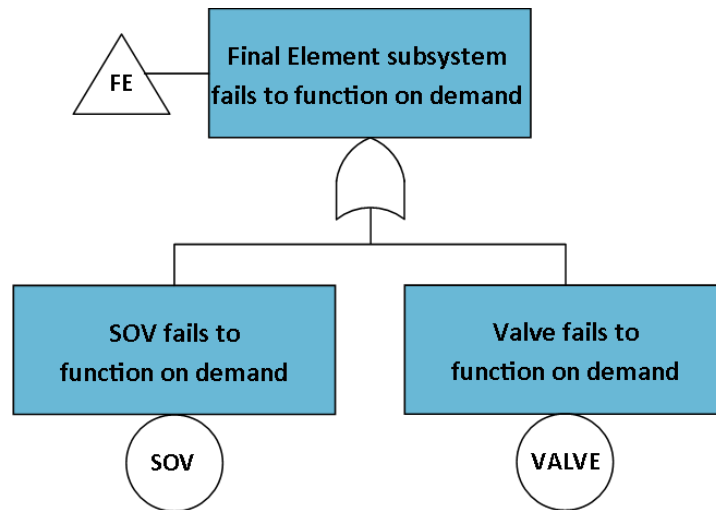 FE
Final Element subsystem
fails to function on demand
SOV fails to
function on demand
Valve fails to
function on demand
SOV
VALVE